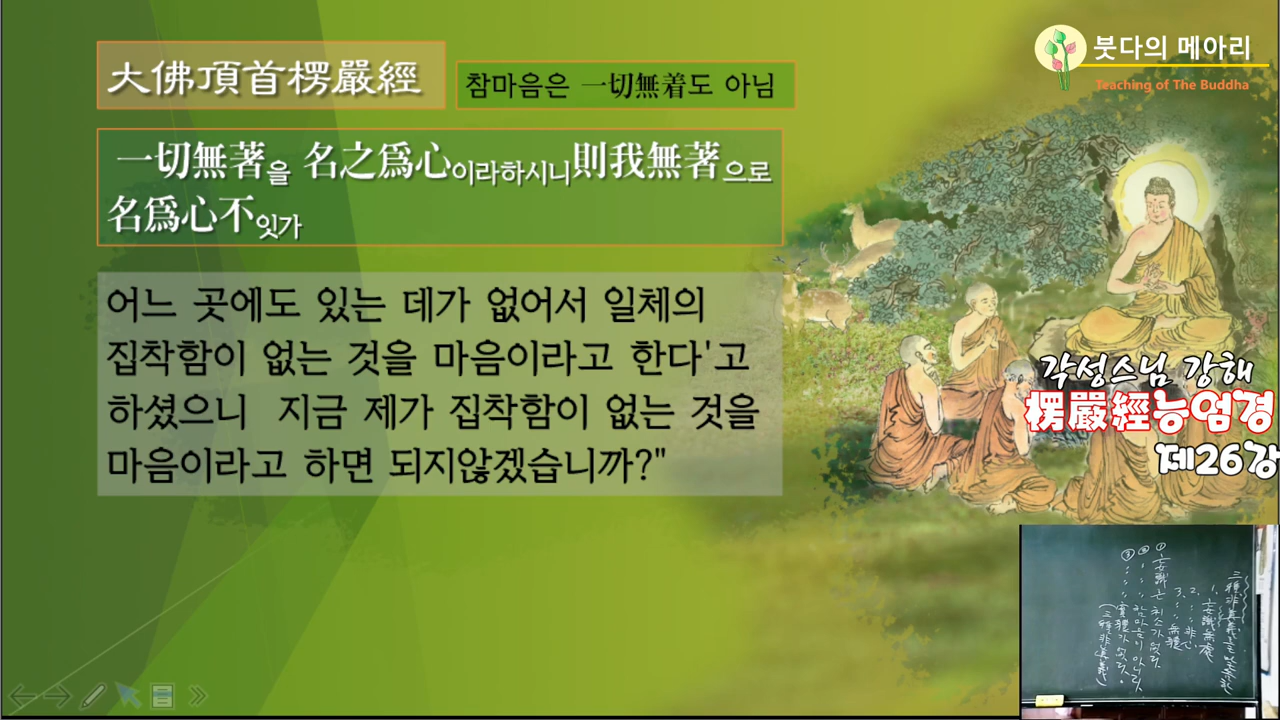 大佛頂首楞嚴經
참마음은 一切無着도 아님
一切無著을 名之爲心이라하시니則我無著으로
名爲心不잇가
어느 곳에도 있는 데가 없어서 일체의
집착함이 없는 것을 마음이라고 한다'고
하셨으니 지금 제가 집착함이 없는 것을
마음이라고 하면 되지않겠습니까?"
붓다의 메아리
Teaching of The Buddha
각성스님 강해
楞嚴經능엄경
제26강